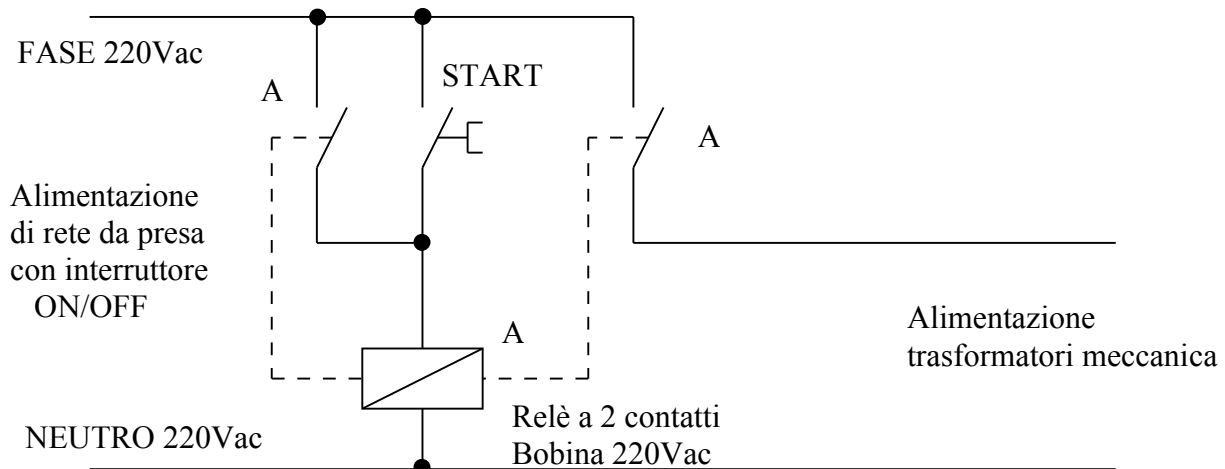 FASE 220Vac
START
A
A
Alimentazione
di rete da presa
con interruttore
ON/OFF
Alimentazione
trasformatori meccanica
A
Relè a 2 contatti
Bobina 220Vac
NEUTRO 220Vac